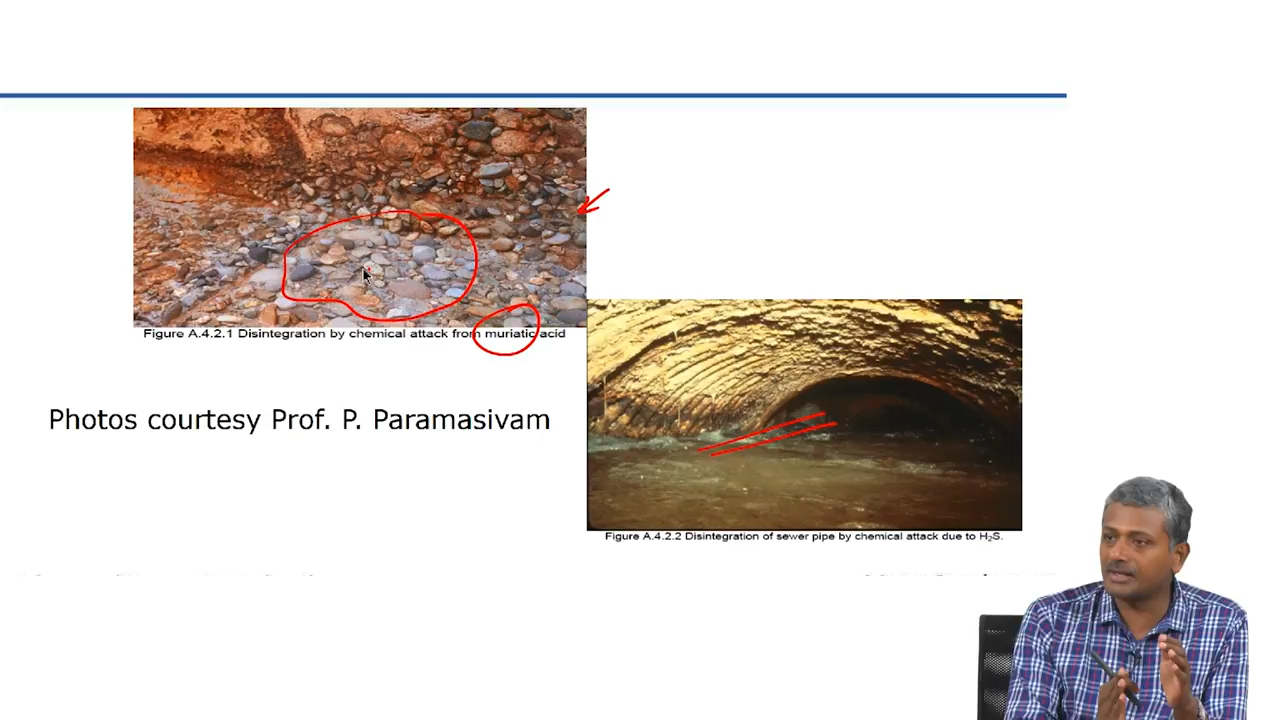 Figure A.4.2.1 Disintegration by chemical attack from muriatic acid
Photos courtesy Prof. P. Paramasivam
Figure A.4.2.2 Disintegration of sewer pipe by chemical attack due to H₂S.